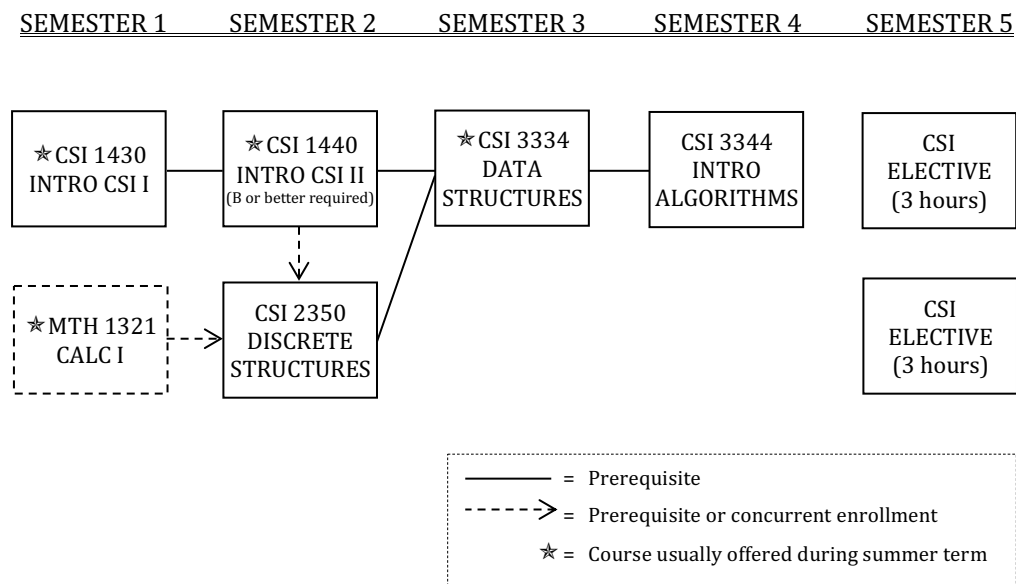 SEMESTER 1 SEMESTER 2 SEMESTER 3 SEMESTER 4 SEMESTER 5
✯CSI 1430
INTRO CSI I
✯CSI 1440
INTRO CSI II
(B or better required)
✯CSI 3334
DATA
STRUCTURES
CSI 3344
INTRO
ALGORITHMS
CSI
ELECTIVE
(3 hours)
✯MTH 1321
CALC I
CSI 2350
DISCRETE
STRUCTURES
CSI
ELECTIVE
(3 hours)
= Prerequisite
= Prerequisite or concurrent enrollment
✯ = Course usually offered during summer term